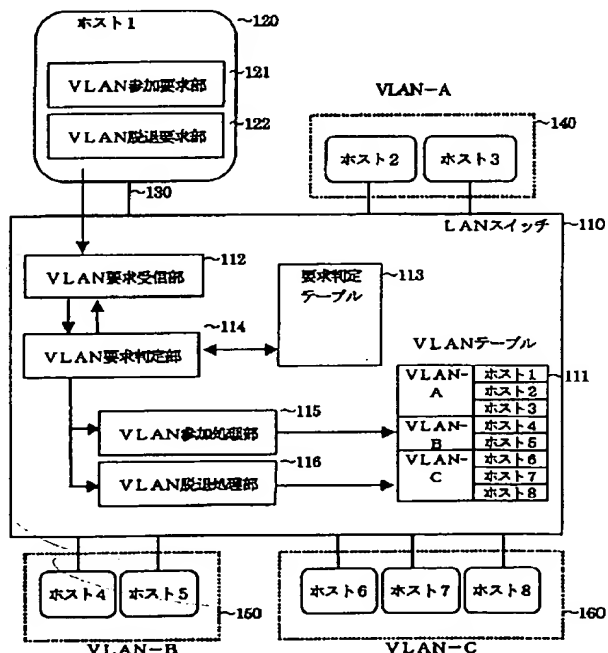 ホスト1
120
VLAN参加要求部
121
VLAN脱退要求部
122
130
VLAN-A
140
ホスト2
ホスト3
LANスイッチ
110
VLAN要求受信部
112
要求判定
テーブル
113
VLAN要求判定部
114
VLANテーブル
111
VLAN-
A
ホスト1
ホスト2
ホスト3
VLAN-
B
ホスト4
ホスト5
VLAN-
C
ホスト6
ホスト7
ホスト8
VLAN参加処理部
115
VLAN脱退処理部
116
ホスト4
ホスト5
150
VLAN-B
ホスト6
ホスト7
ホスト8
160
VLAN-C